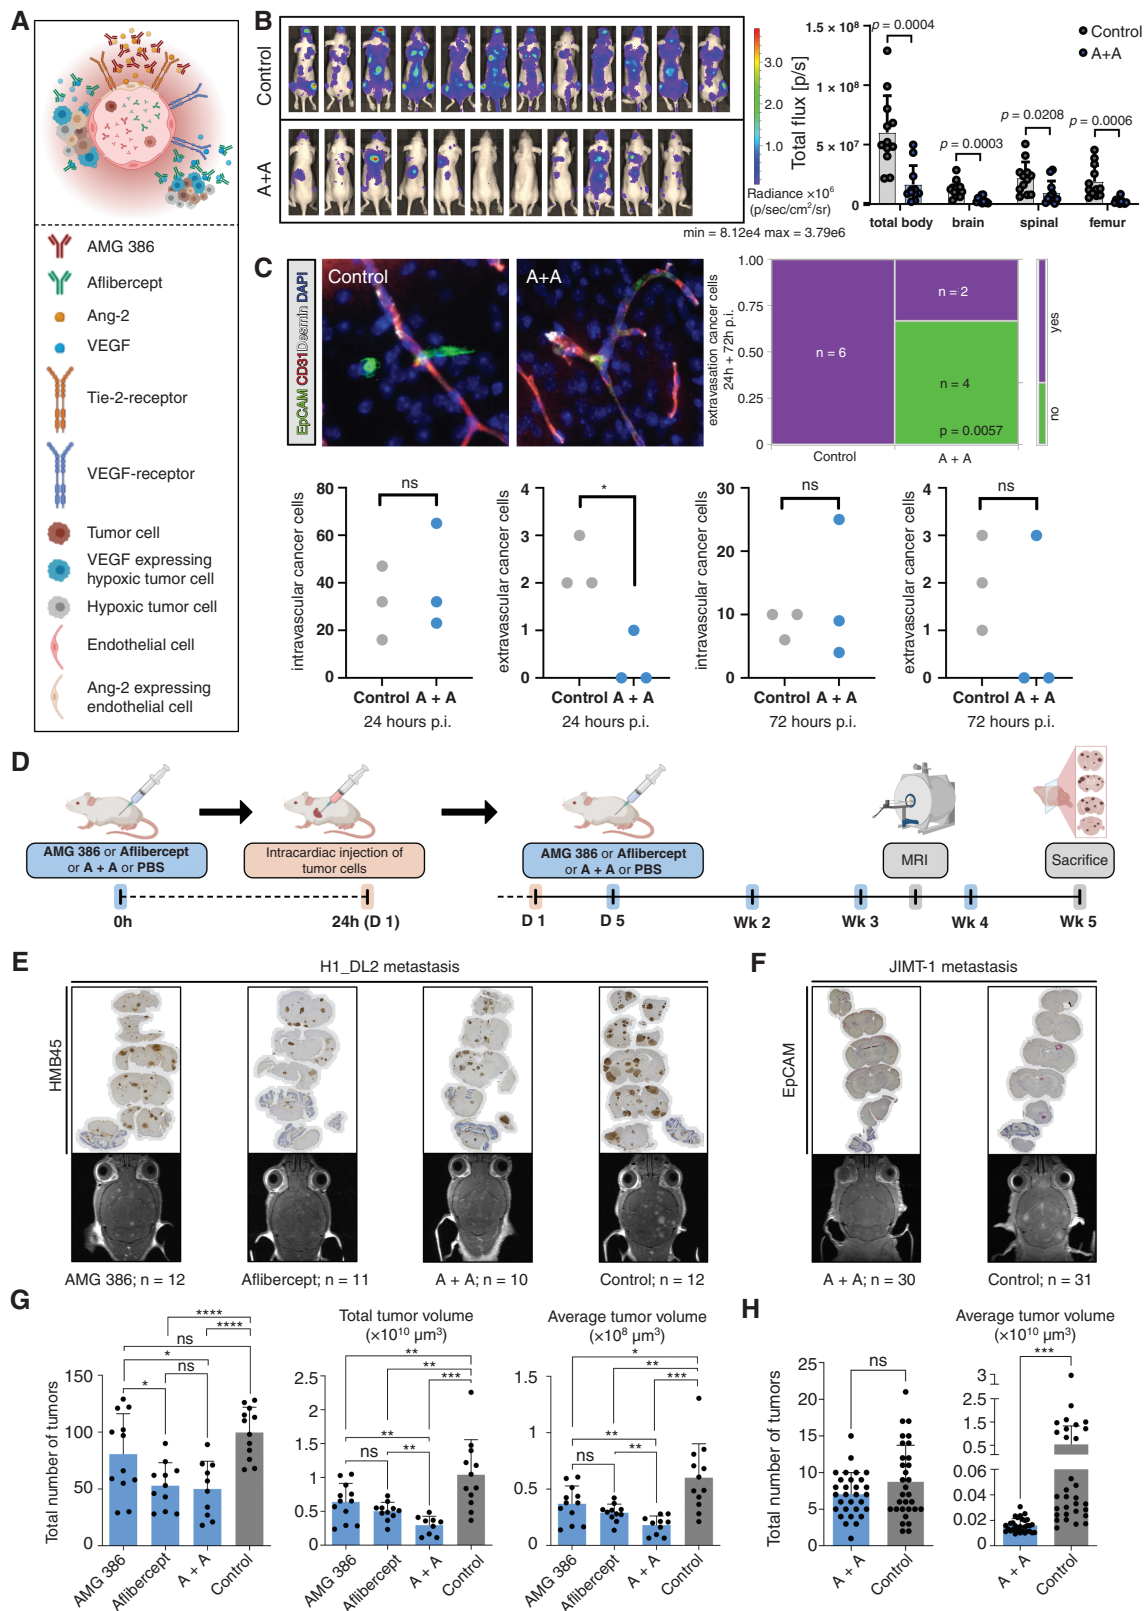 A
AMG 386
Aflibercept
Ang-2
VEGF
Tie-2-receptor
VEGF-receptor
Tumor cell
VEGF expressing
hypoxic tumor cell
Hypoxic tumor cell
Endothelial cell
Ang-2 expressing
endothelial cell
B
Control
A+A
3.0
2.0
1.0
Radiance ×10⁶
(p/sec/cm²/sr)
min = 8.12e4 max = 3.79e6
Total flux [p/s]
1.5 × 10⁸
1 × 10⁸
5 × 10⁷
0
p = 0.0004
p = 0.0003
p = 0.0208
p = 0.0006
Control
A+A
total body
brain
spinal
femur
C
EpCAM CD31 Desmin DAPI
Control
A+A
extravasation cancer cells
24h + 72h p.i.
1.00
0.75
0.50
0.25
0
n = 6
n = 2
n = 4
p = 0.0057
Control
A + A
yes
no
intravascular cancer cells
80
60
40
20
0
ns
Control A + A
24 hours p.i.
extravascular cancer cells
4
3
2
1
0
*
Control A + A
24 hours p.i.
intravascular cancer cells
30
20
10
0
ns
Control A + A
72 hours p.i.
extravascular cancer cells
4
3
2
1
0
ns
Control A + A
72 hours p.i.
D
AMG 386 or Aflibercept
or A + A or PBS
Intracardiac injection of
tumor cells
AMG 386 or Aflibercept
or A + A or PBS
MRI
Sacrifice
0h
24h (D 1)
D 1
D 5
Wk 2
Wk 3
Wk 4
Wk 5
E
H1_DL2 metastasis
HMB45
AMG 386; n = 12
Aflibercept; n = 11
A + A; n = 10
Control; n = 12
F
JIMT-1 metastasis
EpCAM
A + A; n = 30
Control; n = 31
G
Total number of tumors
150
100
50
0
****
****
ns
*
ns
*
AMG 386
Aflibercept
A + A
Control
Total tumor volume
(×10¹⁰ µm³)
2.5
2
1.5
1
0.5
0
**
**
***
**
ns
**
AMG 386
Aflibercept
A + A
Control
Average tumor volume
(×10⁸ µm³)
1.5
1
0.5
0
*
**
***
**
ns
**
AMG 386
Aflibercept
A + A
Control
H
Total number of tumors
25
20
15
10
5
0
ns
A + A
Control
Average tumor volume
(×10¹⁰ µm³)
3
2.5
1.5
0.5
0.06
0.04
0.02
0
***
A + A
Control